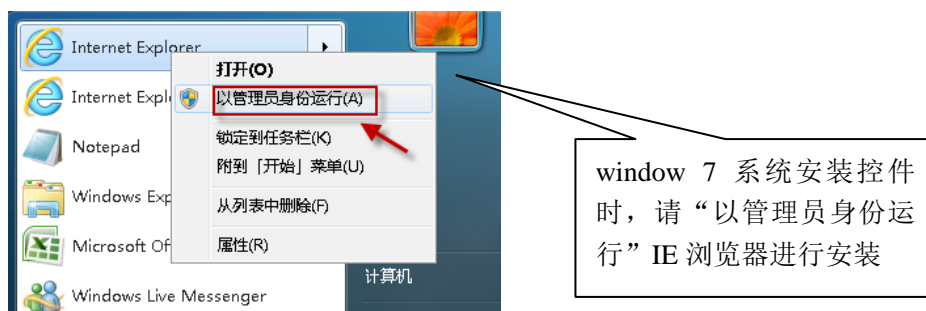 Internet Explorer
打开(O)
Internet Expl
以管理员身份运行(A)
Notepad
锁定到任务栏(K)
附到「开始」菜单(U)
Windows Exp
从列表中删除(F)
Microsoft Of
属性(R)
计算机
Windows Live Messenger
window 7 系统安装控件
时，请“以管理员身份运
行”IE 浏览器进行安装